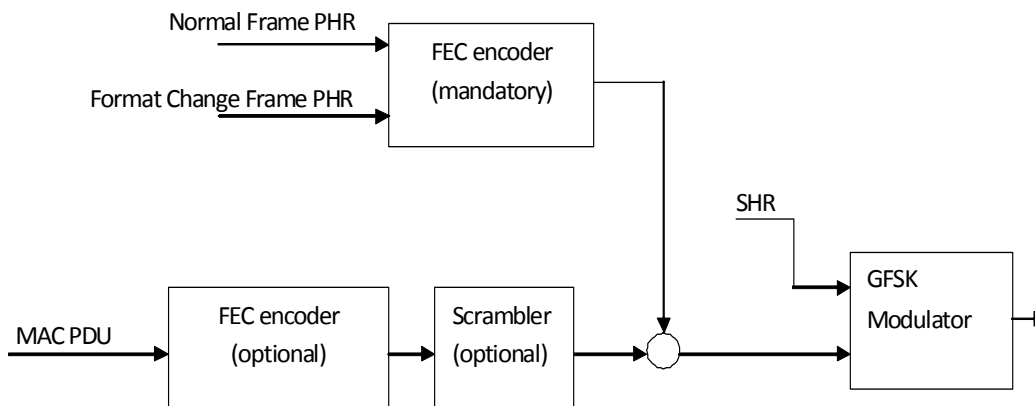 Normal Frame PHR
Format Change Frame PHR
FEC encoder
(mandatory)
SHR
MAC PDU
FEC encoder
(optional)
Scrambler
(optional)
GFSK
Modulator